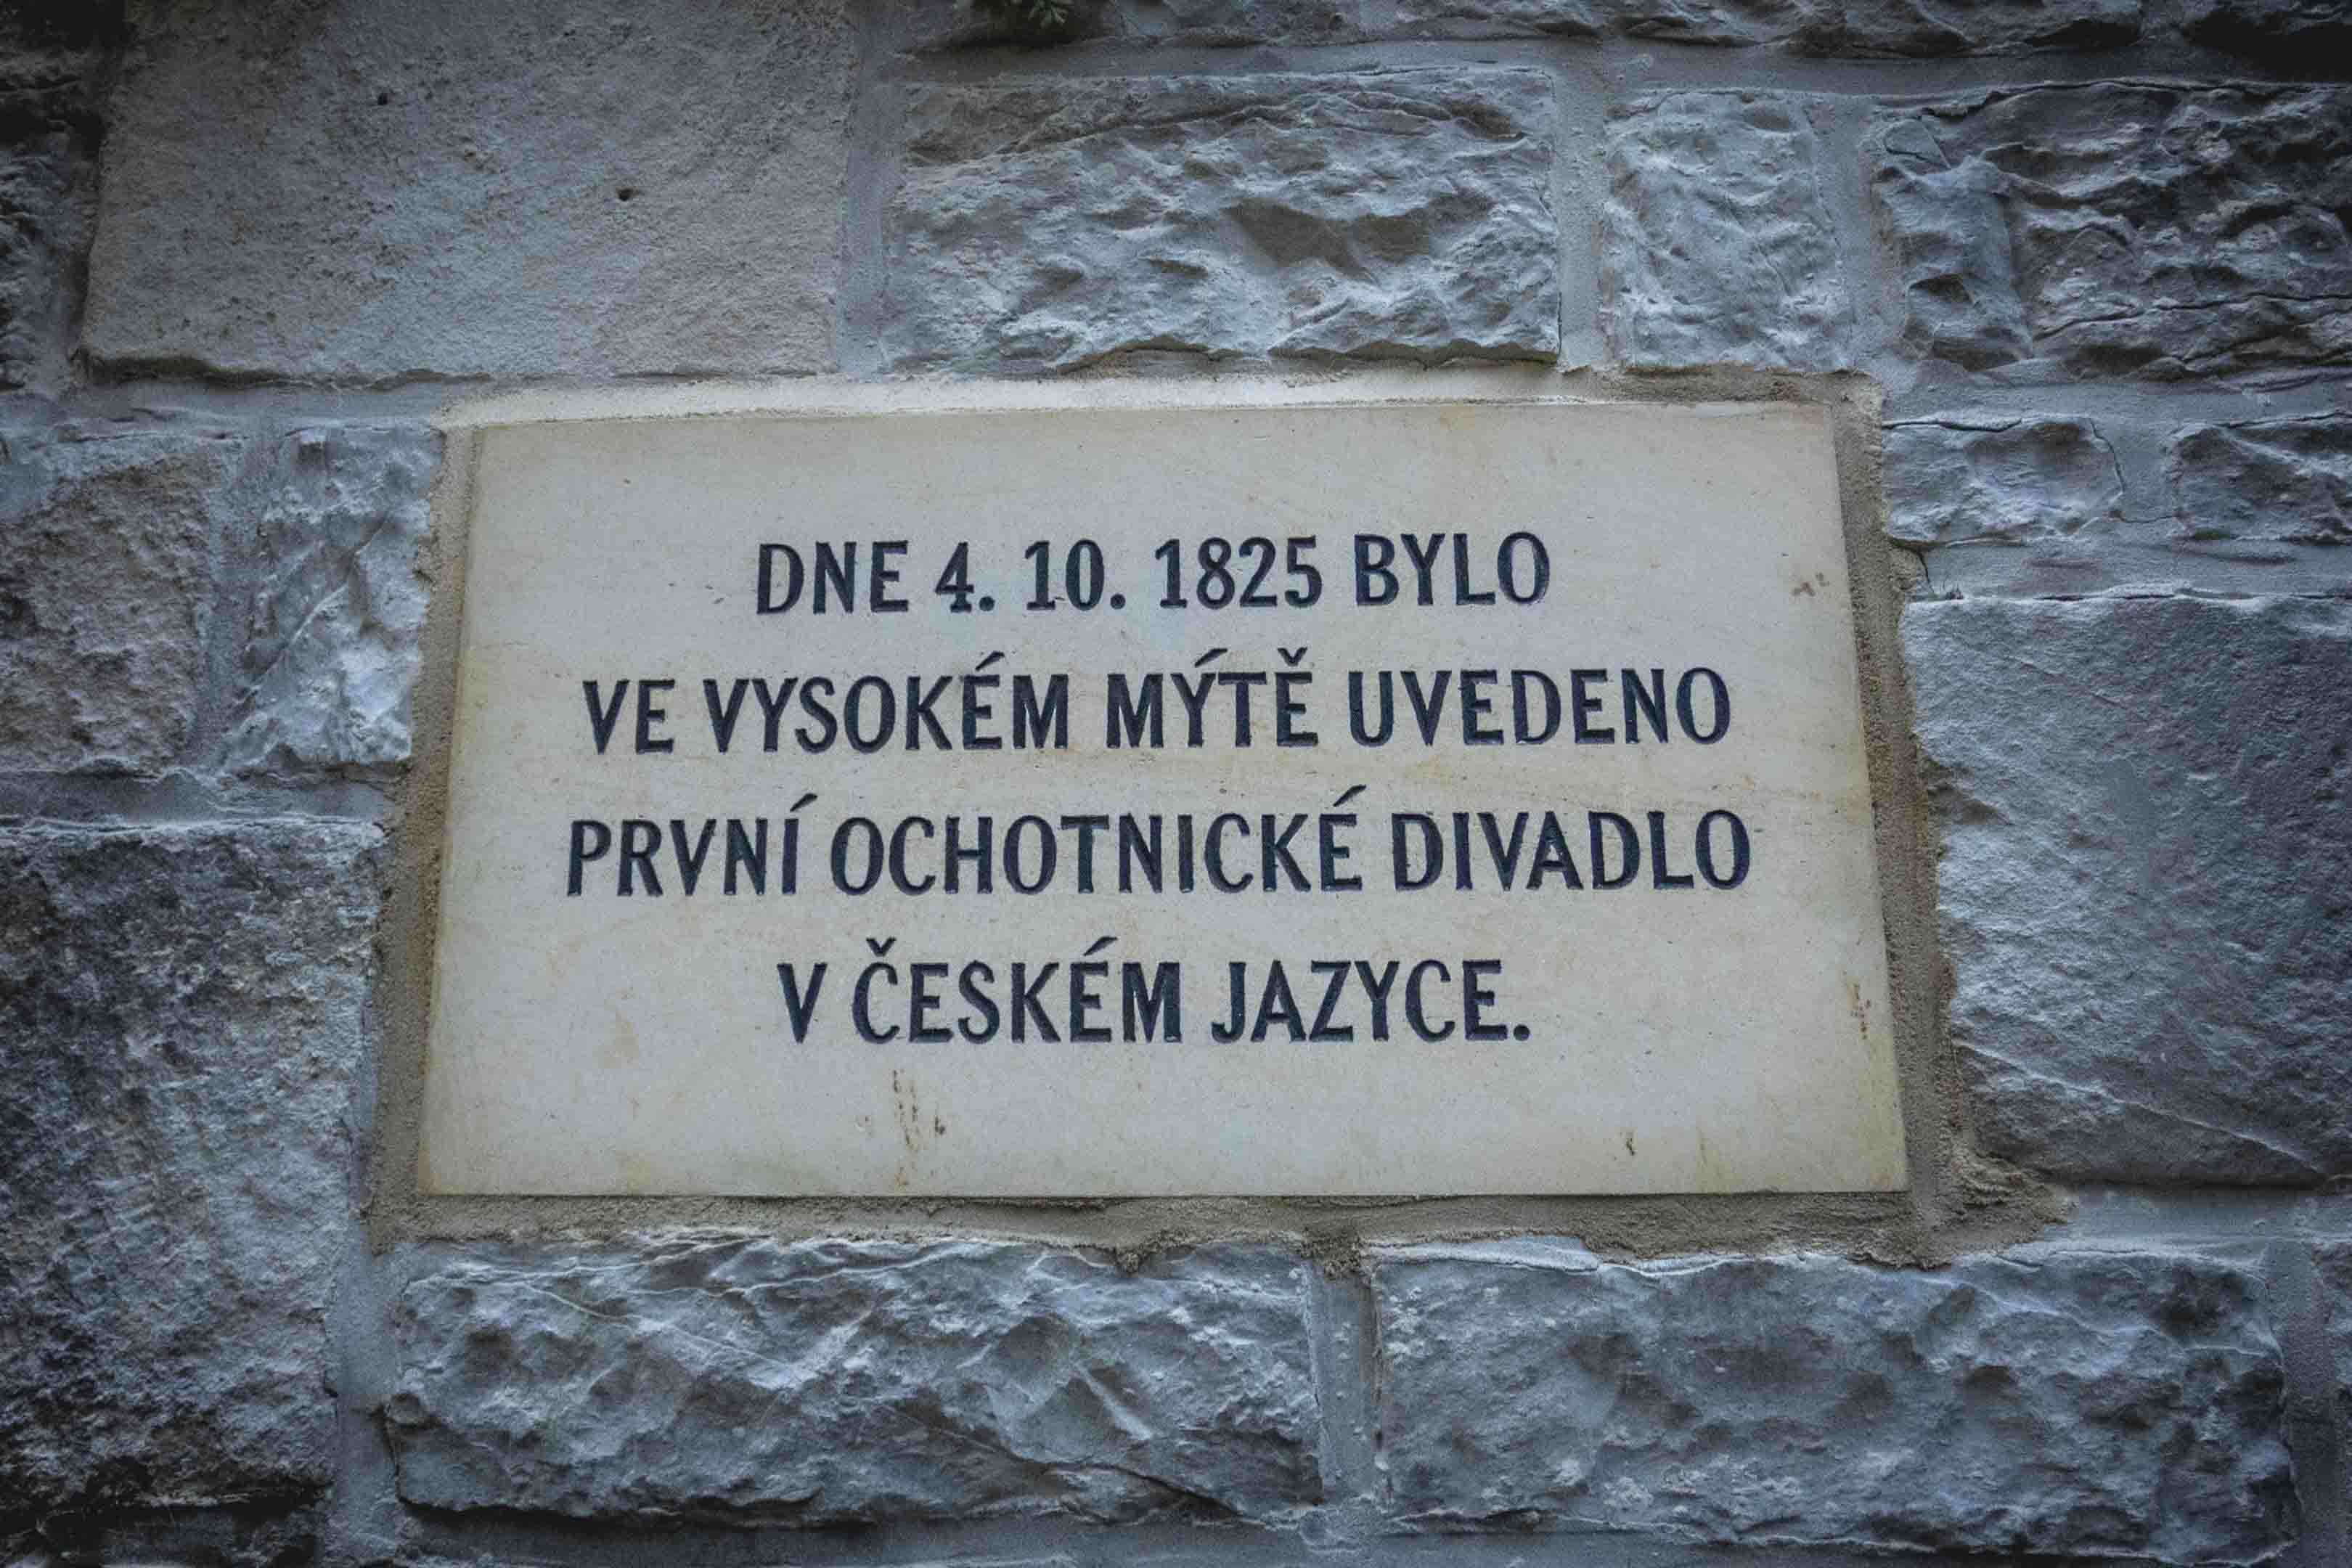 DNE 4. 10. 1825 BYLO
VE VYSOKÉM MÝTĚ UVEDENO
PRVNÍ OCHOTNICKÉ DIVADLO
V ČESKÉM JAZYCE.